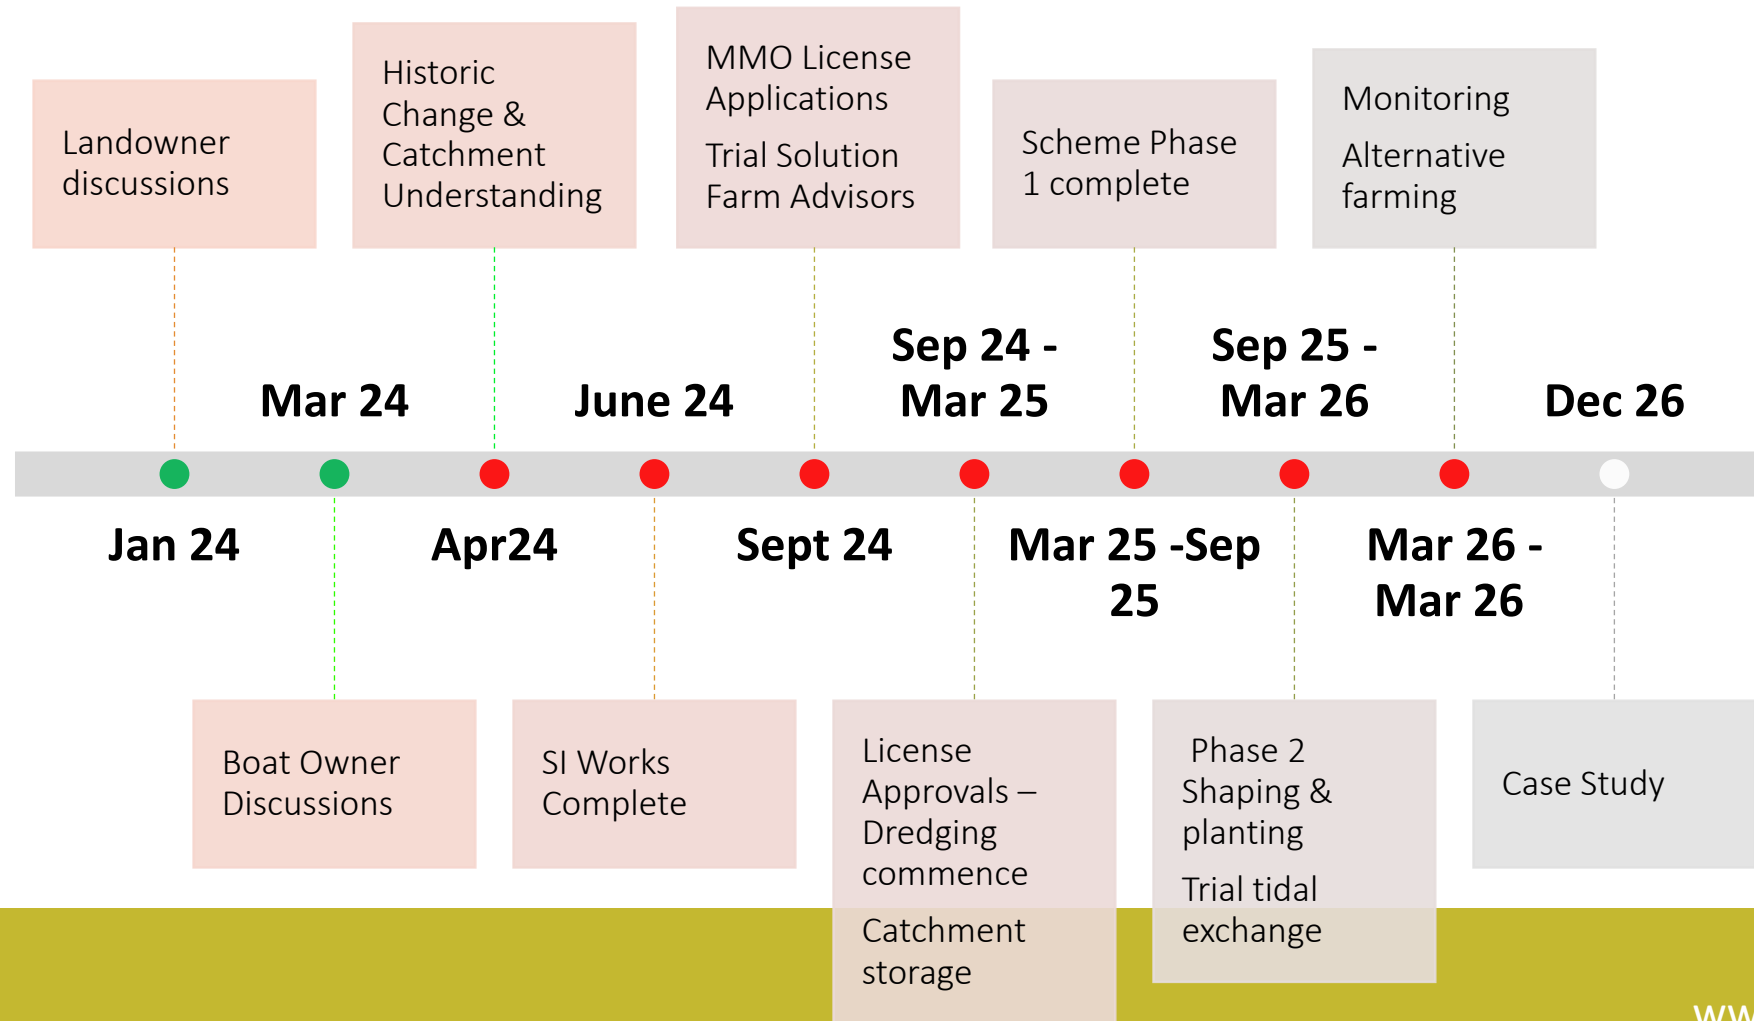 Landowner
discussions
Historic
Change &
Catchment
Understanding
MMO License
Applications
Trial Solution
Farm Advisors
Scheme Phase
1 complete
Monitoring
Alternative
farming
Mar 24
June 24
Sep 24 -
Mar 25
Sep 25 -
Mar 26
Dec 26
Jan 24
Apr24
Sept 24
Mar 25 -Sep
25
Mar 26 -
Mar 26
Boat Owner
Discussions
SI Works
Complete
License
Approvals –
Dredging
commence
Catchment
storage
Phase 2
Shaping &
planting
Trial tidal
exchange
Case Study